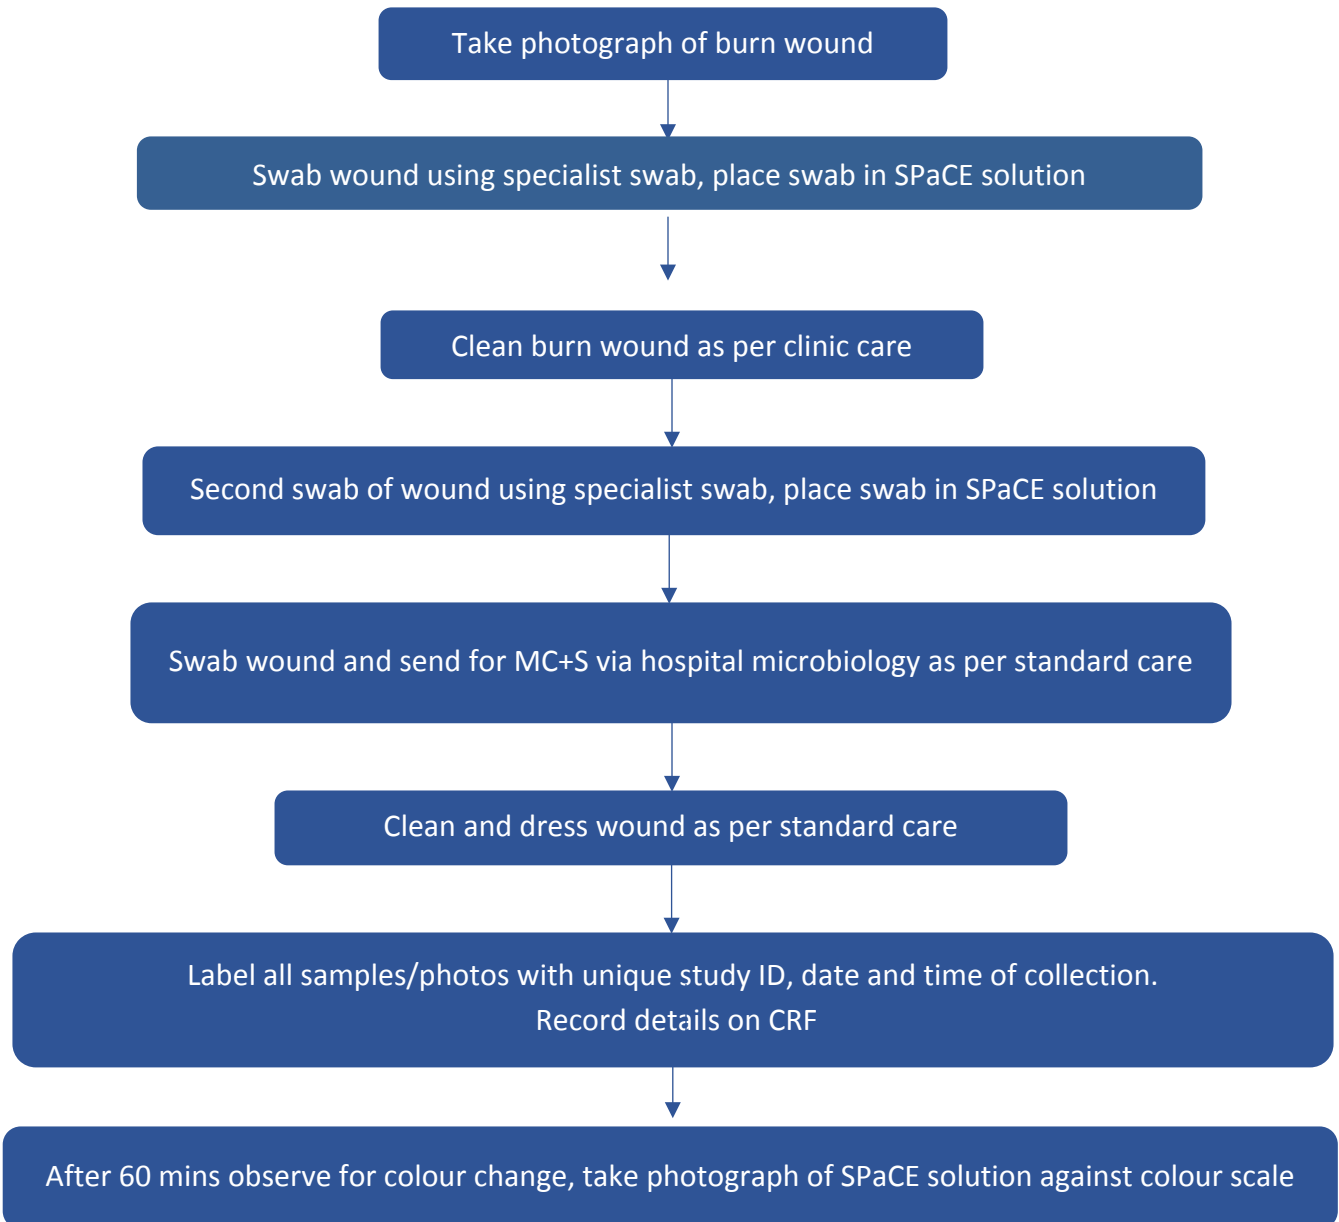 Take photograph of burn wound
Swab wound using specialist swab, place swab in SPaCE solution
Clean burn wound as per clinic care
Second swab of wound using specialist swab, place swab in SPaCE solution
Swab wound and send for MC+S via hospital microbiology as per standard care
Clean and dress wound as per standard care
Label all samples/photos with unique study ID, date and time of collection.
Record details on CRF
After 60 mins observe for colour change, take photograph of SPaCE solution against colour scale